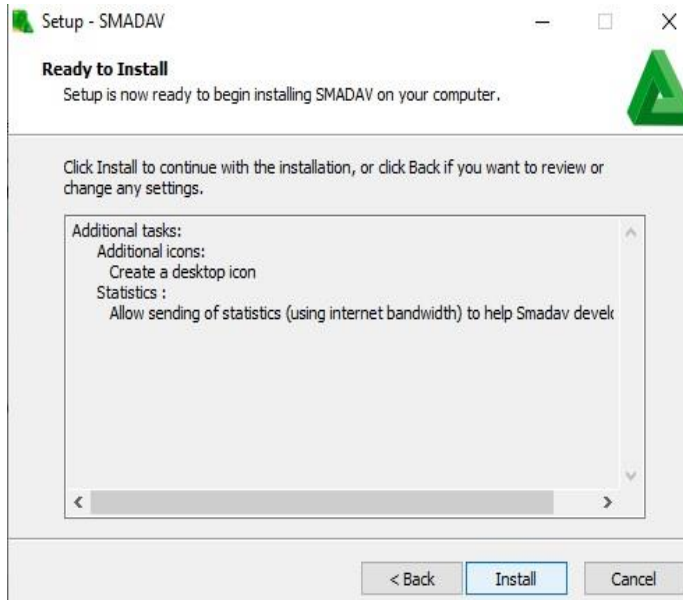 Setup - SMADAV
Ready to Install
Setup is now ready to begin installing SMADAV on your computer.
Click Install to continue with the installation, or click Back if you want to review or
change any settings.
Additional tasks:
Additional icons:
Create a desktop icon
Statistics :
Allow sending of statistics (using internet bandwidth) to help Smadav
< Back
Install
Cancel